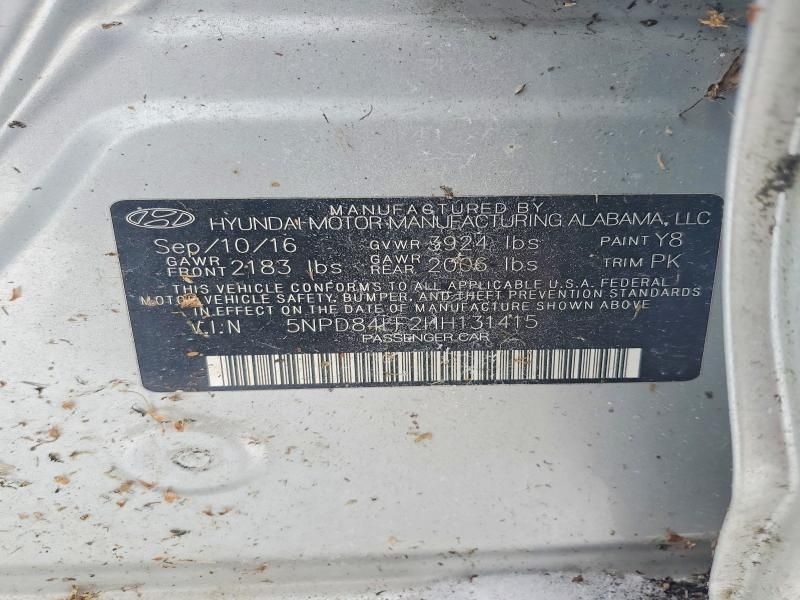 MANUFACTURED BY
HYUNDAI MOTOR MANUFACTURING ALABAMA, LLC
Sep/10/16 GVWR 3924 lbs PAINT Y8
GAWR FRONT 2183 lbs GAWR REAR 2006 lbs TRIM PK
THIS VEHICLE CONFORMS TO ALL APPLICABLE U.S.A. FEDERAL
MOTOR VEHICLE SAFETY, BUMPER, AND THEFT PREVENTION STANDARDS
IN EFFECT ON THE DATE OF MANUFACTURE SHOWN ABOVE
V.I.N 5NPD84LF2HH131415
PASSENGER CAR